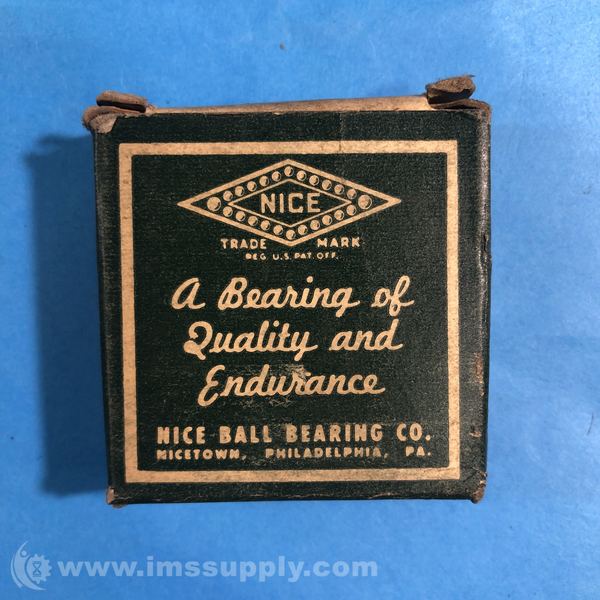 NICE
TRADE MARK
REG. U.S. PAT. OFF.
A Bearing of
Quality and
Endurance
NICE BALL BEARING CO.
NICETOWN, PHILADELPHIA, PA.
www.imssupply.com